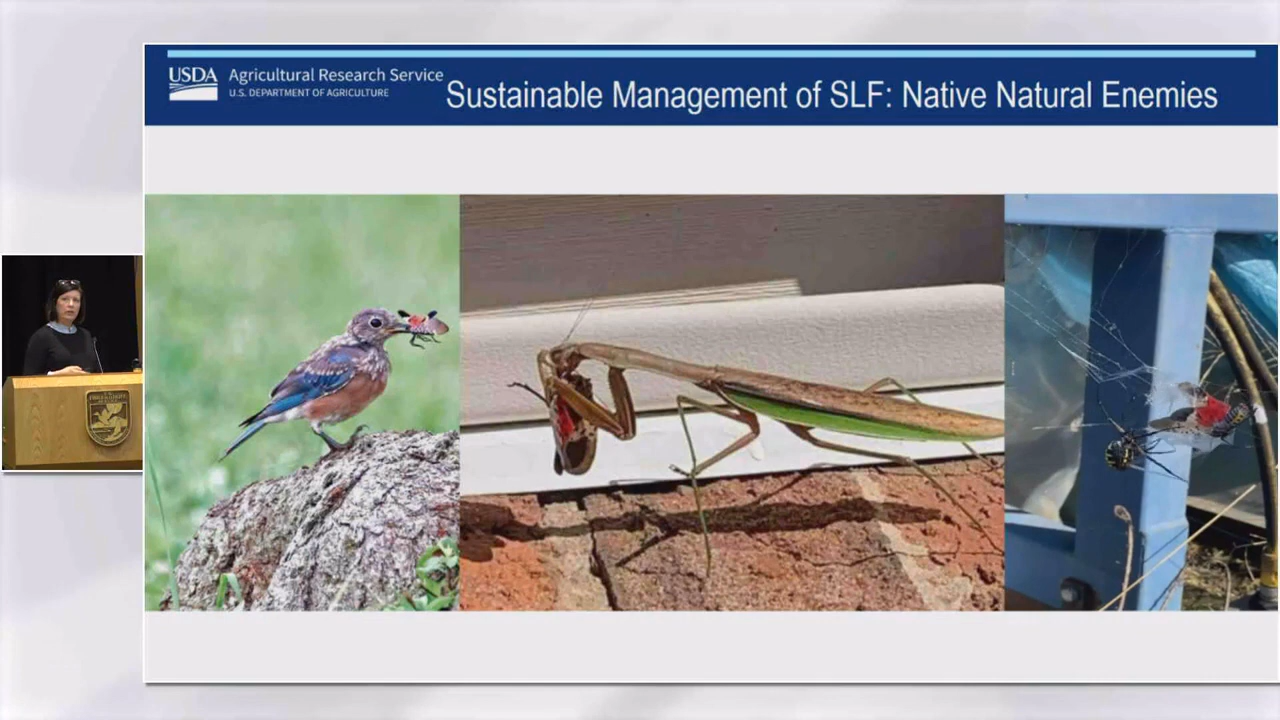 USDA
Agricultural Research Service
U.S. DEPARTMENT OF AGRICULTURE
Sustainable Management of SLF: Native Natural Enemies